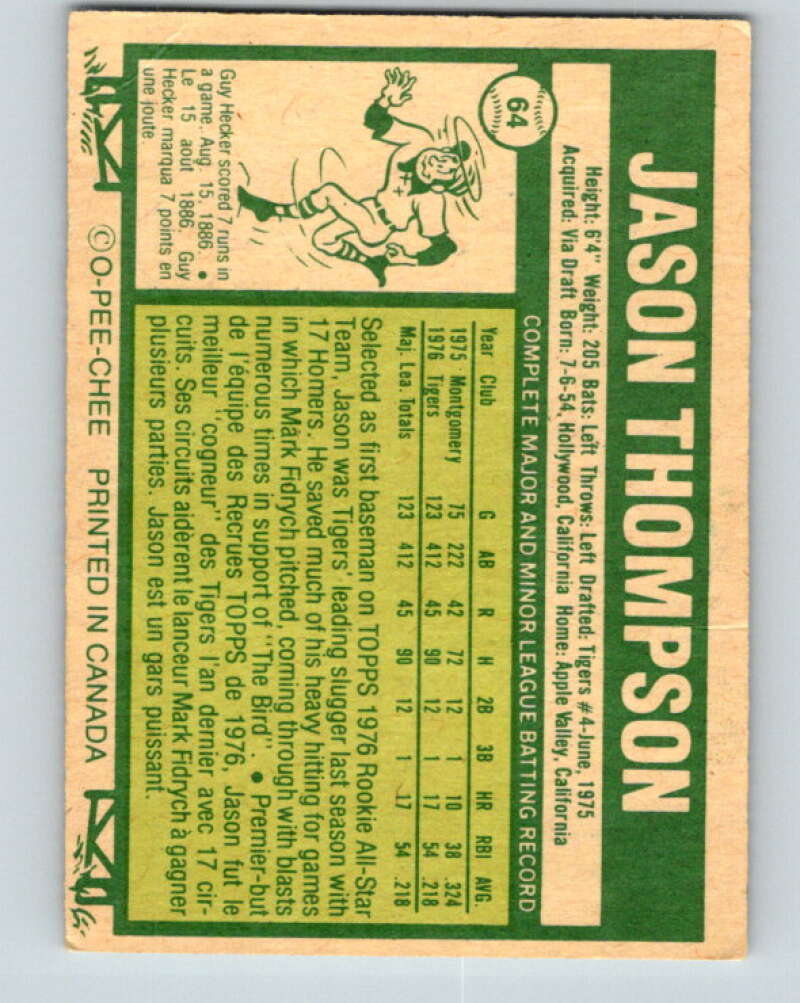 JASON THOMPSON
Height: 6'4" Weight: 205 Bats: Left Throws: Left Drafted: Tigers #4-June, 1975
Acquired: Via Draft Born: 7-6-54, Hollywood, California Home: Apple Valley, California
64
COMPLETE MAJOR AND MINOR LEAGUE BATTING RECORD
Year Club G AB R H 2B 3B HR RBI AVG.
1975 Montgomery 75 222 42 72 12 1 10 38 .324
1976 Tigers 123 412 45 90 12 1 17 54 .218
Maj. Lea. Totals 123 412 45 90 12 1 17 54 .218
Selected as first baseman on TOPPS 1976 Rookie All-Star
Team, Jason was Tigers' leading slugger last season with
17 Homers. He saved much of his heavy hitting for games
in which Mark Fidrych pitched, coming through with blasts
numerous times in support of "The Bird". • Premier-but
de l'équipe des Recrues TOPPS de 1976, Jason fut le
meilleur "cogneur" des Tigers l'an dernier avec 17 cir-
cuits. Ses circuits aidèrent le lanceur Mark Fidrych à gagner
plusieurs parties. Jason est un gars puissant.
Guy Hecker scored 7 runs in
a game. Aug. 15, 1886. •
Le 15 août 1886. Guy
Hecker marqua 7 points en
une joute
©O-PEE-CHEE PRINTED IN CANADA